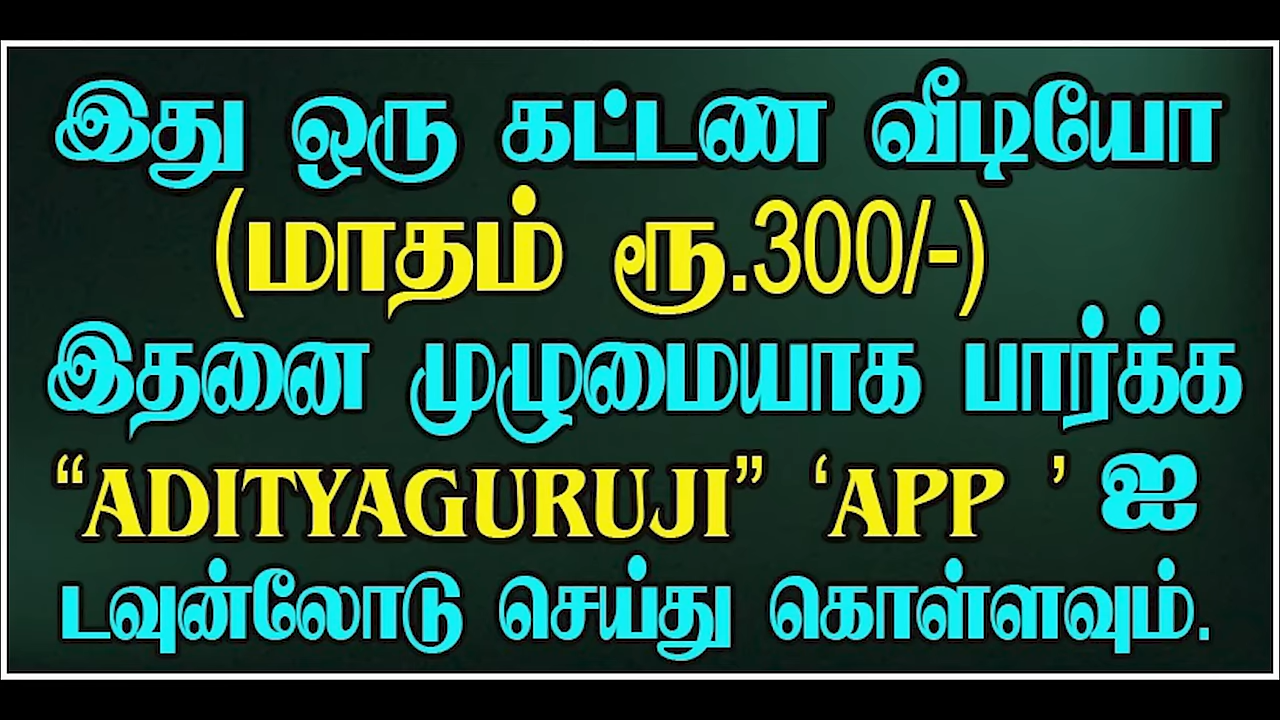 இது ஒரு கட்டண வீடியோ
(மாதம் ரூ.300/-)
இதனை முழுமையாக பார்க்க
“ADITYAGURUJI” ‘APP ’ ஐ
டவுன்லோடு செய்து கொள்ளவும்.